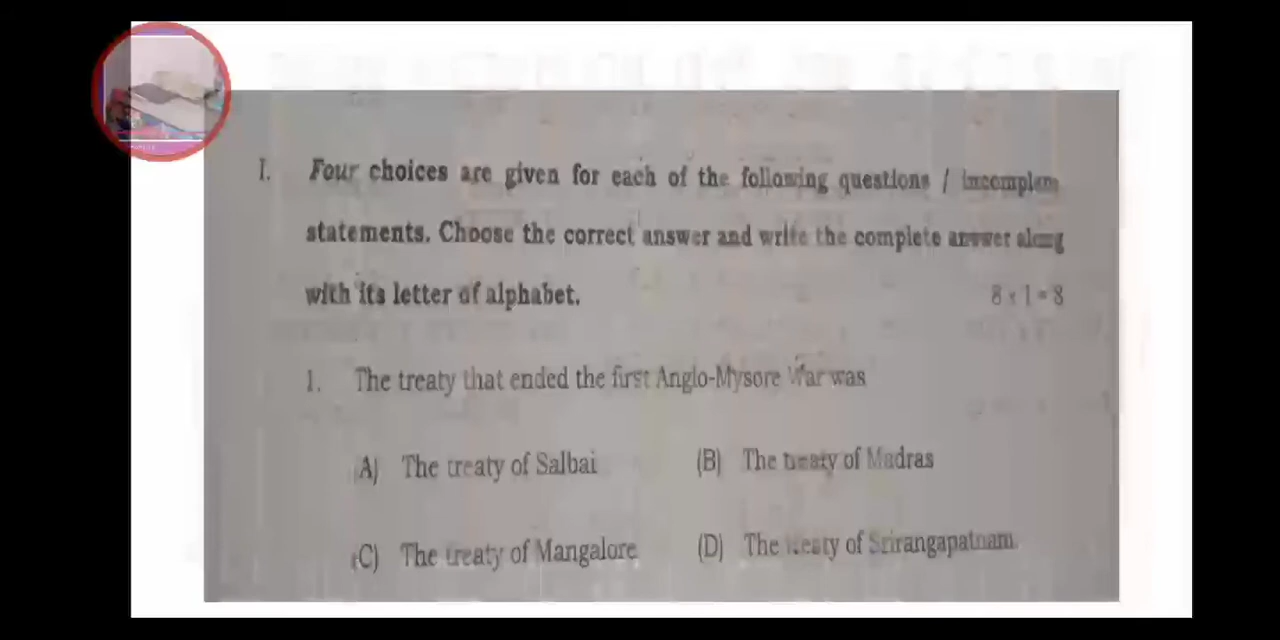 I. Four choices are given for each of the following questions / incomplete
statements. Choose the correct answer and write the complete answer along
with its letter of alphabet. 8 x 1 = 8
1. The treaty that ended the first Anglo-Mysore War was
(A) The treaty of Salbai (B) The treaty of Madras
(C) The treaty of Mangalore (D) The treaty of Srirangapatnam